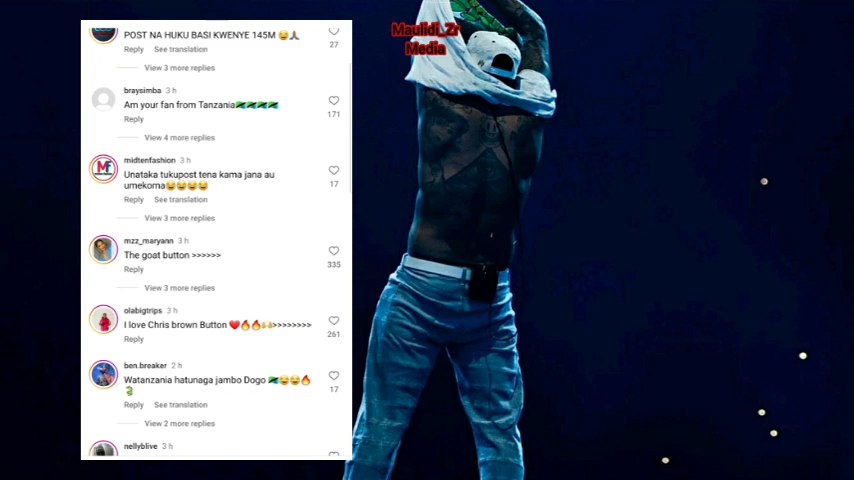 POST NA HUKU BASI KWENYE 145M 😂🙏🏽
Reply See translation
27
View 3 more replies
braysimba 3 h
Am your fan from Tanzania🇹🇿🇹🇿🇹🇿🇹🇿
171
Reply
View 4 more replies
midtenfashion 3 h
Unataka tukupost tena kama jana au
umekoma😂😂😂😂
17
Reply See translation
View 3 more replies
mzz_maryann 3 h
The goat button >>>>>>
335
Reply
View 3 more replies
olabigtrips 3 h
I love Chris brown Button ❤️🔥🔥🙌🏼>>>>>>>>
261
Reply
ben.breaker 2 h
Watanzania hatunaga jambo Dogo 🇹🇿😂😂🔥
🐍
17
Reply See translation
View 2 more replies
nellyblive 3 h
Maulidi_Zr
Media